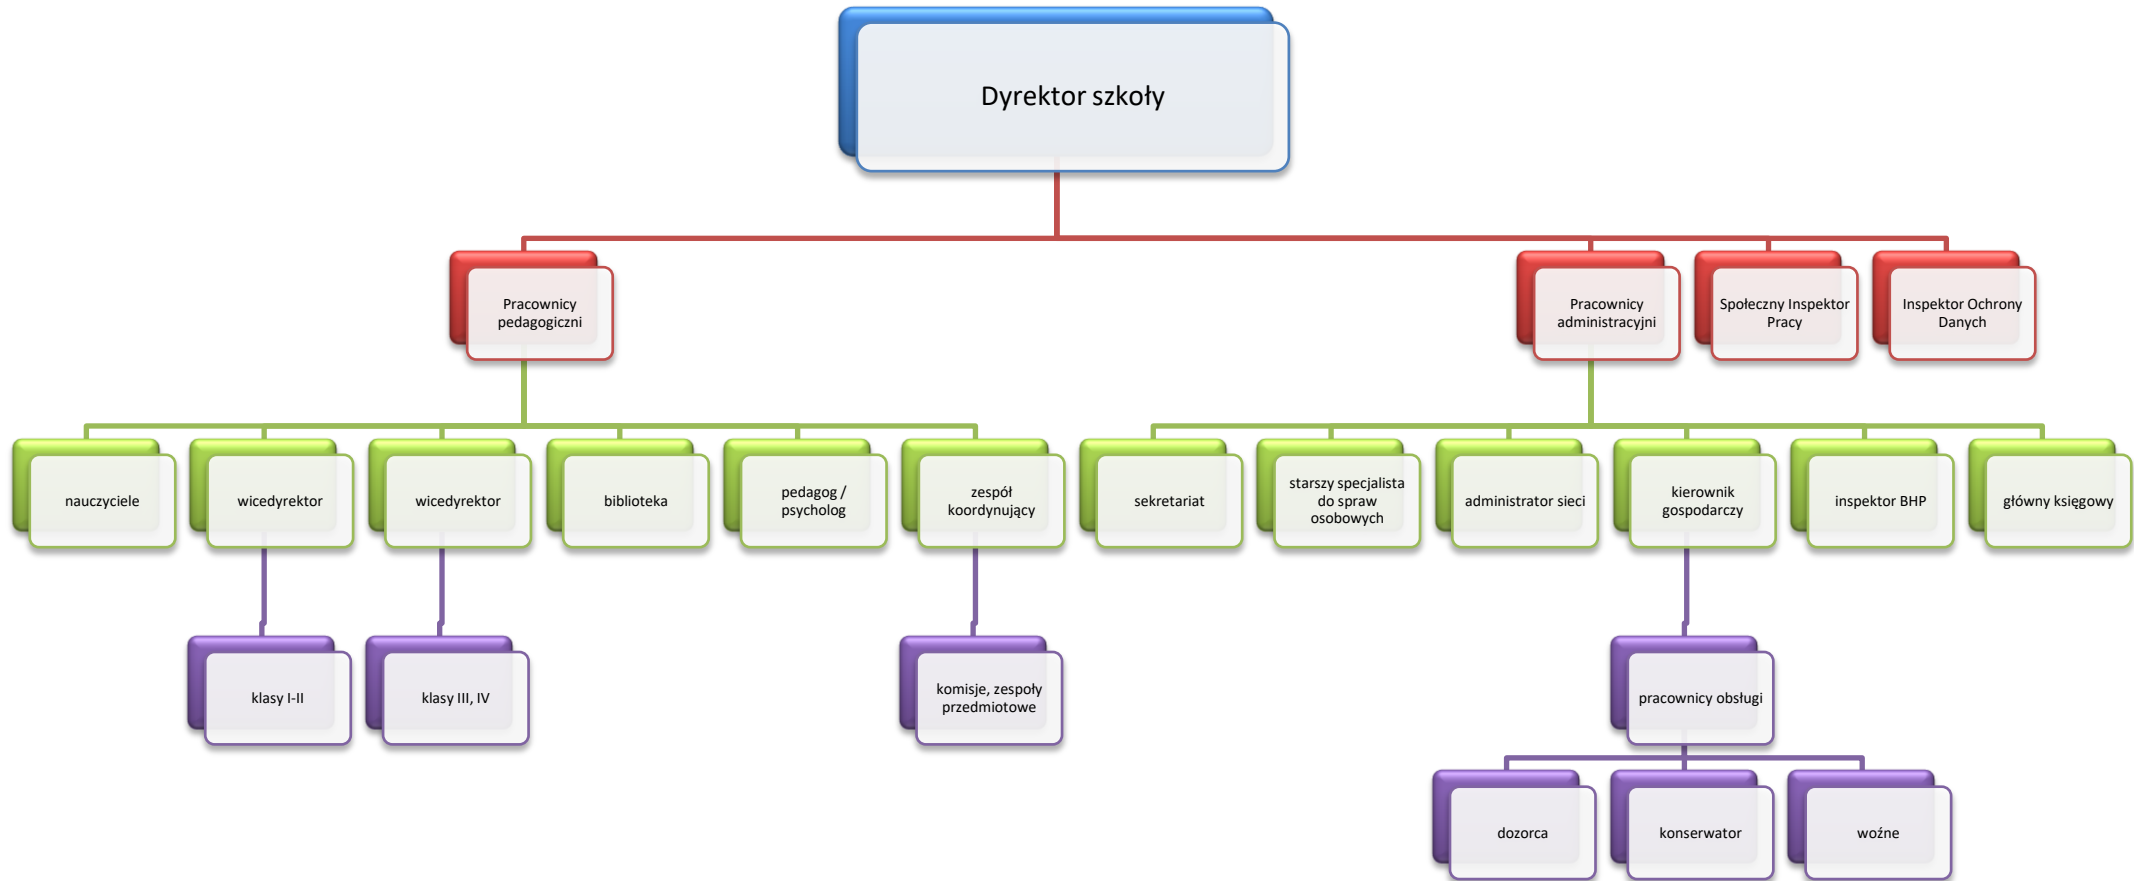 Dyrektor szkoły
Pracownicy
pedagogiczni
Pracownicy
administracyjni
Społeczny Inspektor
Pracy
Inspektor Ochrony
Danych
nauczyciele
wicedyrektor
wicedyrektor
biblioteka
pedagog /
psycholog
zespół
koordynujący
sekretariat
starszy specjalista
do spraw
osobowych
administrator sieci
kierownik
gospodarczy
inspektor BHP
główny księgowy
klasy I-II
klasy III, IV
komisje, zespoły
przedmiotowe
pracownicy obsługi
dozorca
konserwator
woźne